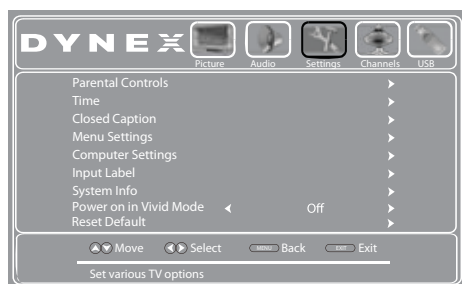 DYNEX
Picture Audio Settings Channels USB
Parental Controls
Time
Closed Caption
Menu Settings
Computer Settings
Input Label
System Info
Power on in Vivid Mode Off
Reset Default
Move Select MENU Back EXIT Exit
Set various TV options